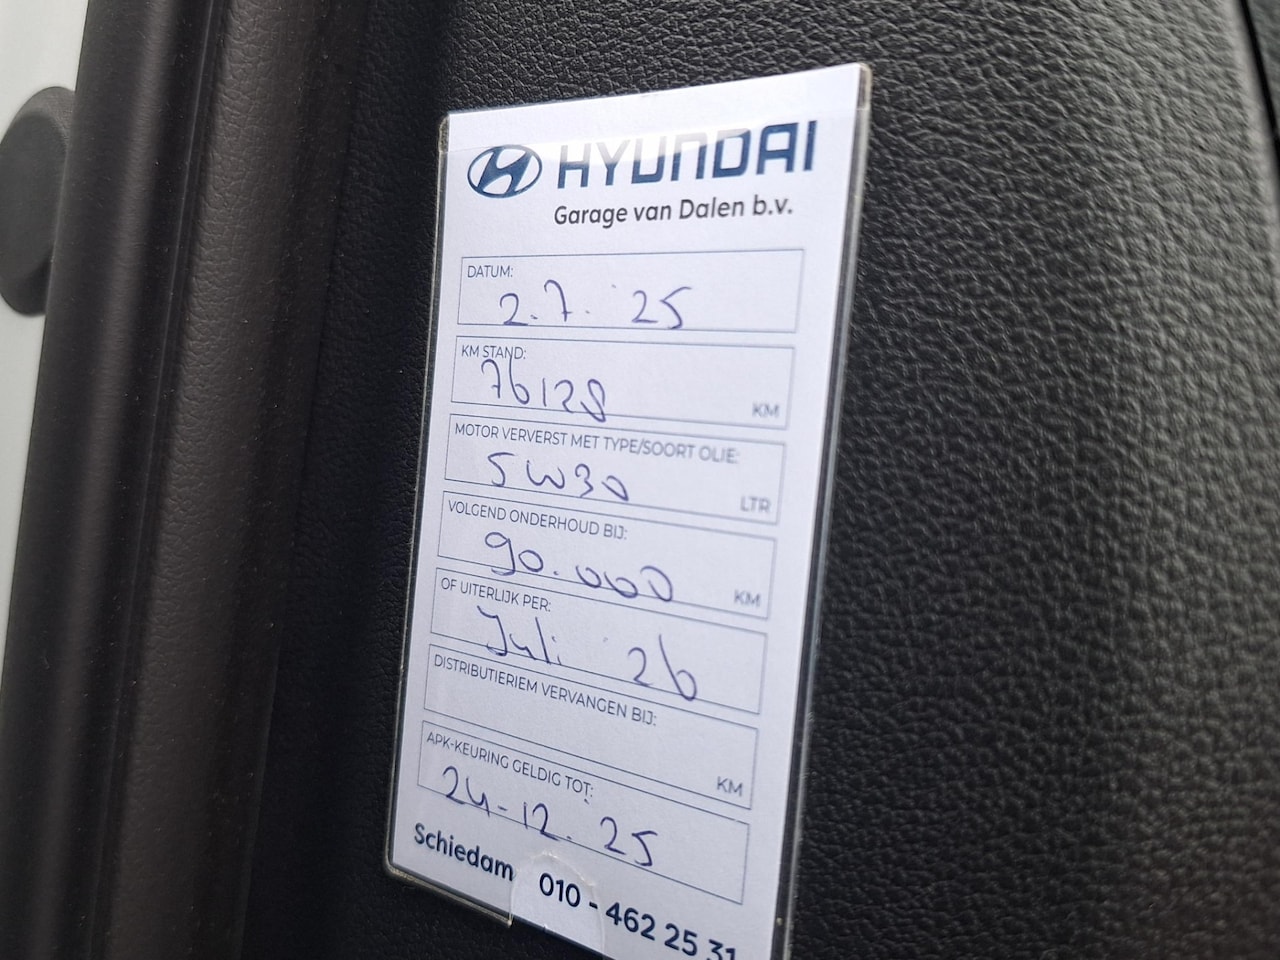 HYUNDAI
Garage van Dalen b.v.
DATUM:
2.7. '25
KM STAND:
76128
KM
MOTOR VERVERST MET TYPE/SOORT OLIE:
5W30
LTR
VOLGEND ONDERHOUD BIJ:
90.000
KM
OF UITERLIJK PER:
Juli '26
DISTRIBUTIERIEM VERVANGEN BIJ:
KM
APK-KEURING GELDIG TOT:
24-12.25
Schiedam 010 - 462 25 31